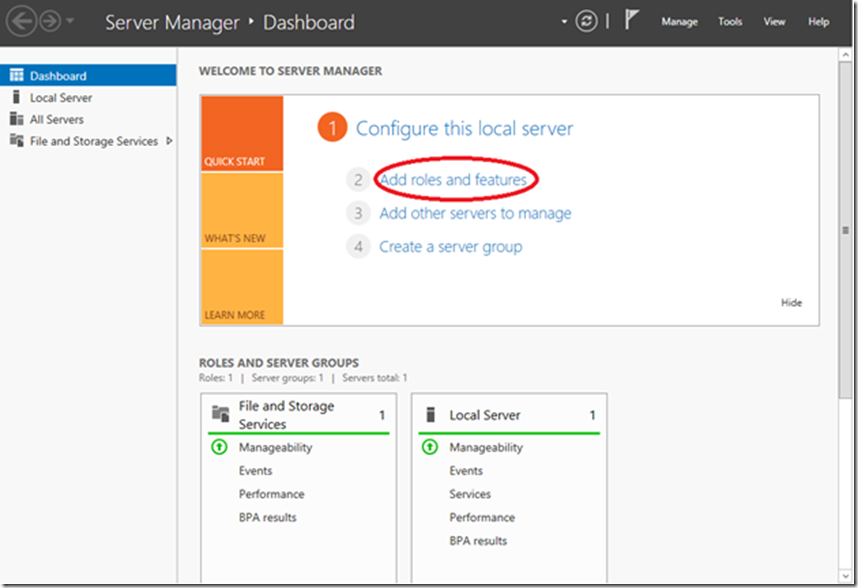 Server Manager ‣ Dashboard
Manage Tools View Help
Dashboard
Local Server
All Servers
File and Storage Services
WELCOME TO SERVER MANAGER
QUICK START
WHAT'S NEW
LEARN MORE
1 Configure this local server
2 Add roles and features
3 Add other servers to manage
4 Create a server group
Hide
ROLES AND SERVER GROUPS
Roles: 1 | Server groups: 1 | Servers total: 1
File and Storage
Services
1
Manageability
Events
Performance
BPA results
Local Server 1
Manageability
Events
Services
Performance
BPA results